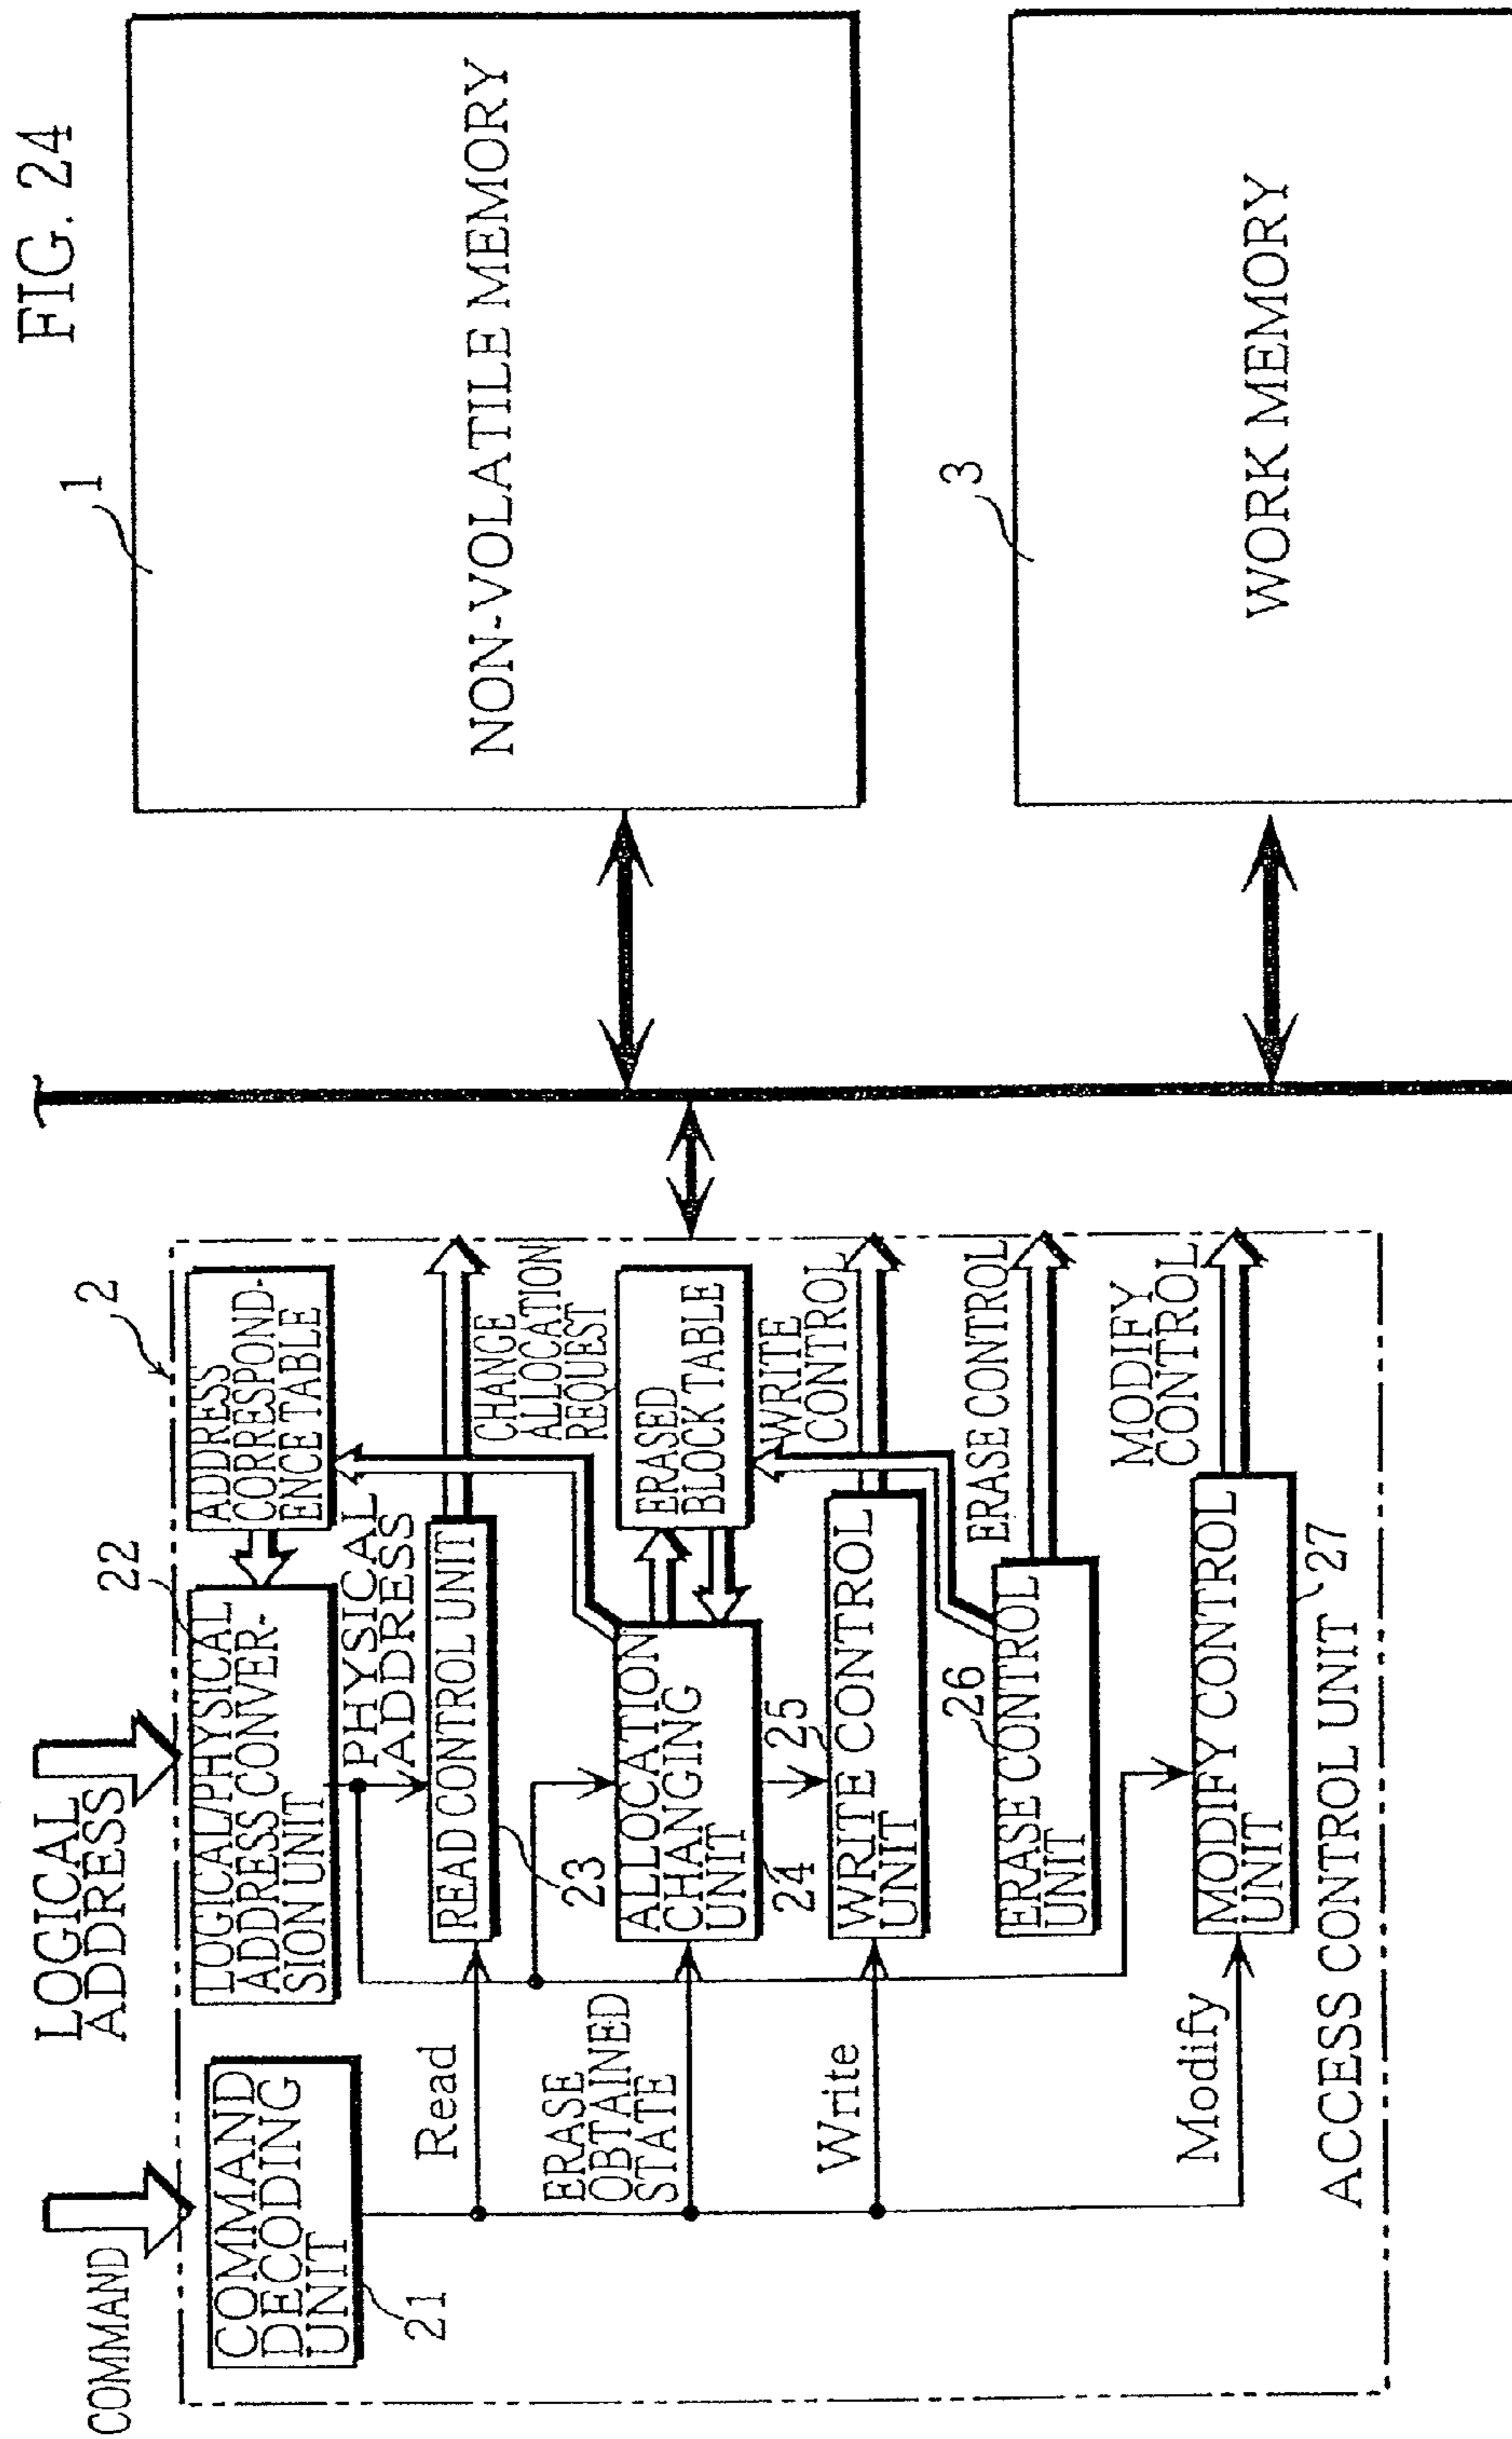 FIG. 24
COMMAND
LOGICAL
ADDRESS
2
COMMAND
DECODING
UNIT
21
LOGICAL/PHYSICAL
ADDRESS CONVER-
SION UNIT
22
ADDRESS
CORRESPOND-
ENCE TABLE
PHYSICAL
ADDRESS
Read
READ CONTROL UNIT
23
CHANGE
ALLOCATION
REQUEST
ERASE
OBTAINED
STATE
ALLOCATION
CHANGING
UNIT
24
ERASED
BLOCK TABLE
WRITE
CONTROL
Write
25
WRITE CONTROL
UNIT
26
ERASE CONTROL
UNIT
ERASE CONTROL
Modify
MODIFY CONTROL
UNIT
27
MODIFY
CONTROL
ACCESS CONTROL UNIT
1
NON-VOLATILE MEMORY
3
WORK MEMORY